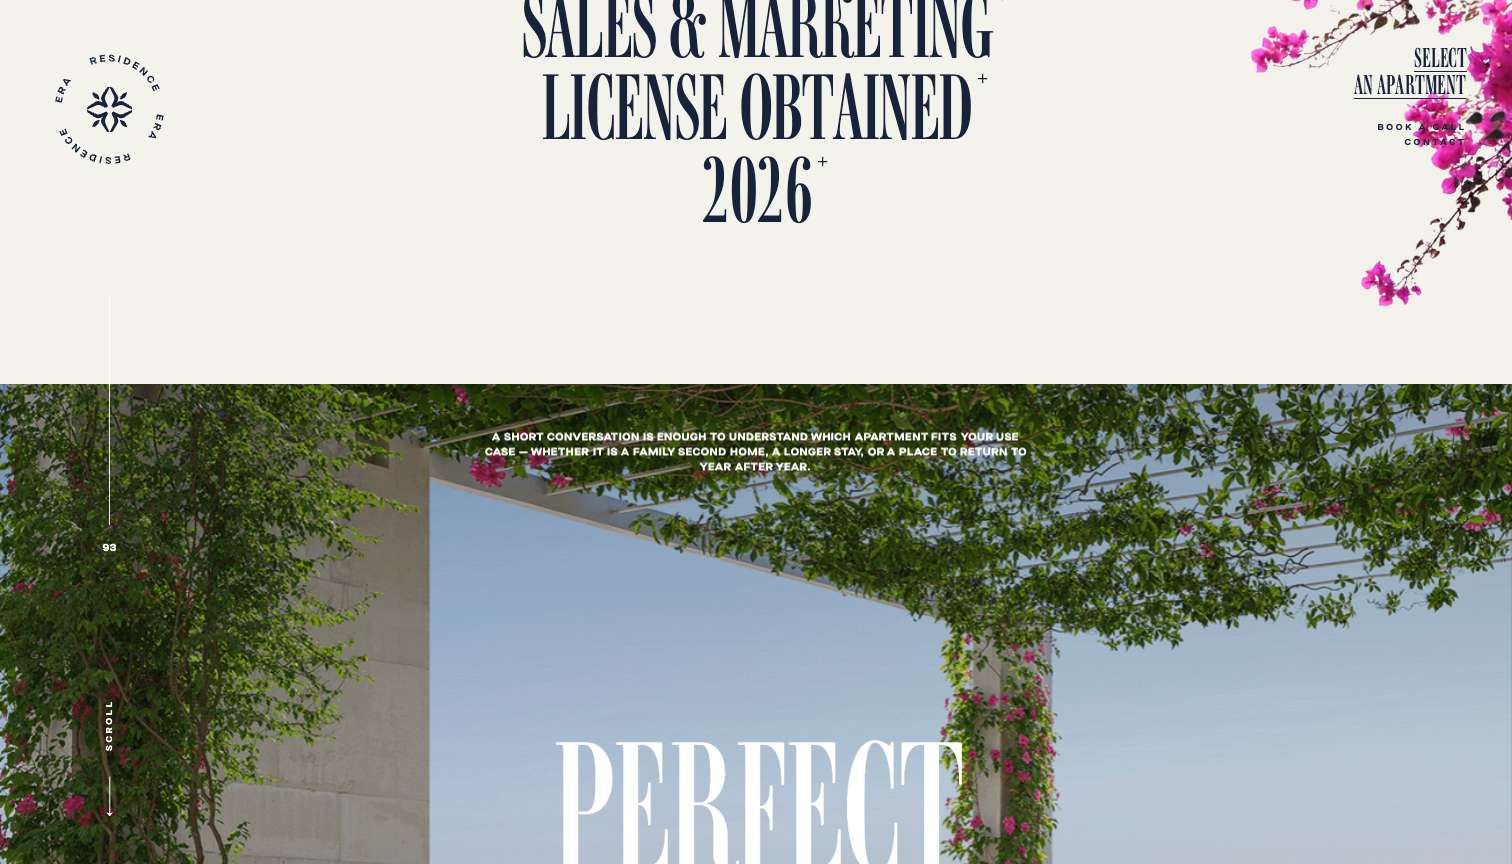 SALES & MARKETING
LICENSE OBTAINED+
2026+
RESIDENCE ERA RESIDENCE ERA
SELECT
AN APARTMENT
BOOK A CALL
CONTACT
A SHORT CONVERSATION IS ENOUGH TO UNDERSTAND WHICH APARTMENT FITS YOUR USE
CASE — WHETHER IT IS A FAMILY SECOND HOME, A LONGER STAY, OR A PLACE TO RETURN TO
YEAR AFTER YEAR.
93
SCROLL
PERFECT